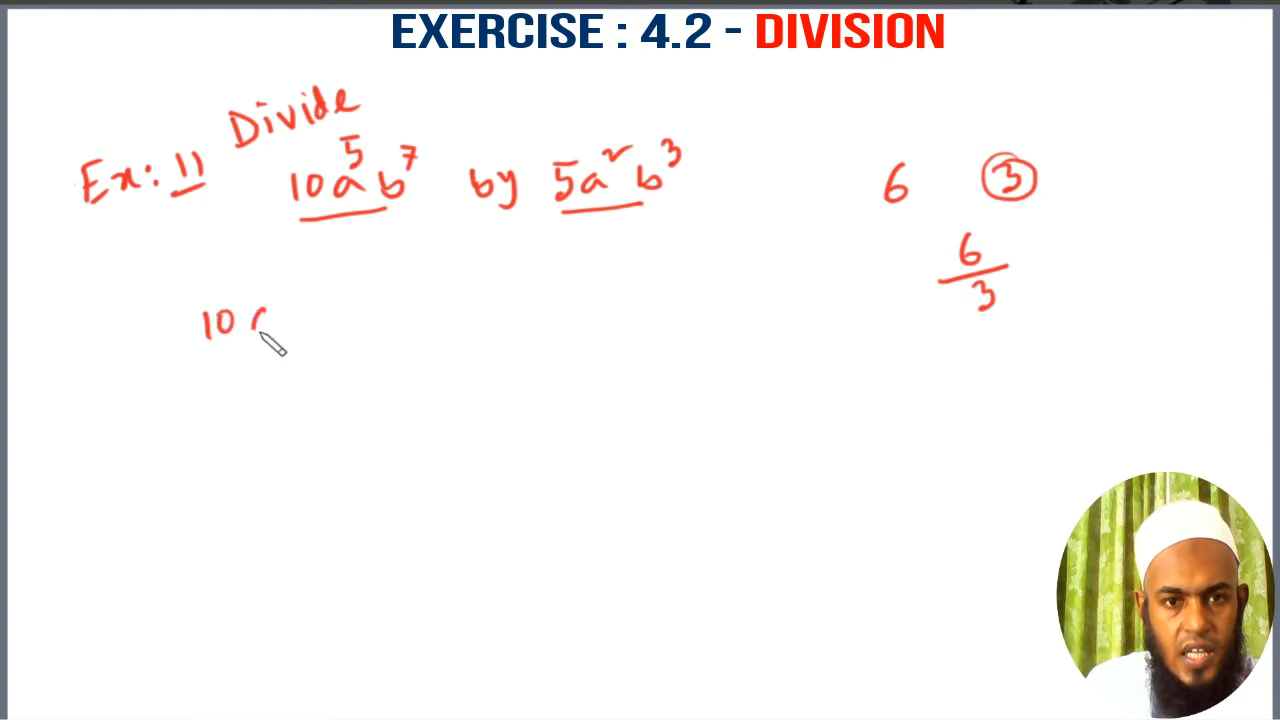 EXERCISE : 4.2 - DIVISION
Ex: 11 Divide
10a⁵b⁷ by 5a²b³
6 3
6
3
10